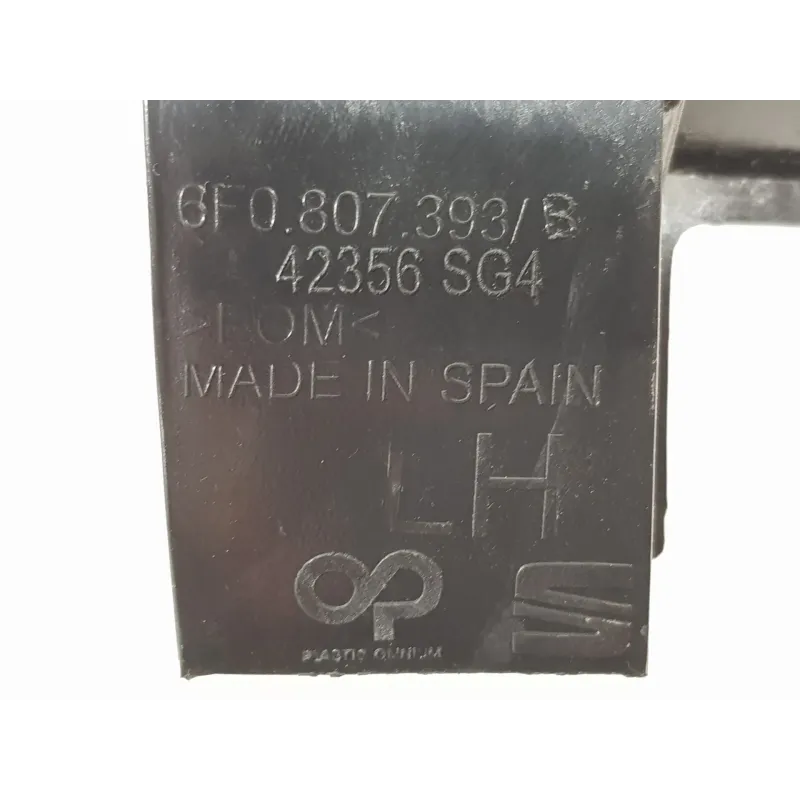 6F0.807.393/B
42356 SG4
>POM<
MADE IN SPAIN
LH
PLASTIC OMNIUM